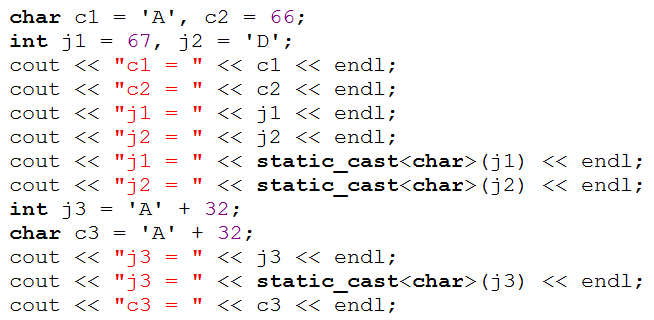 char c1 = 'A', c2 = 66;
int j1 = 67, j2 = 'D';
cout << "c1 = " << c1 << endl;
cout << "c2 = " << c2 << endl;
cout << "j1 = " << j1 << endl;
cout << "j2 = " << j2 << endl;
cout << "j1 = " << static_cast<char>(j1) << endl;
cout << "j2 = " << static_cast<char>(j2) << endl;
int j3 = 'A' + 32;
char c3 = 'A' + 32;
cout << "j3 = " << j3 << endl;
cout << "j3 = " << static_cast<char>(j3) << endl;
cout << "c3 = " << c3 << endl;